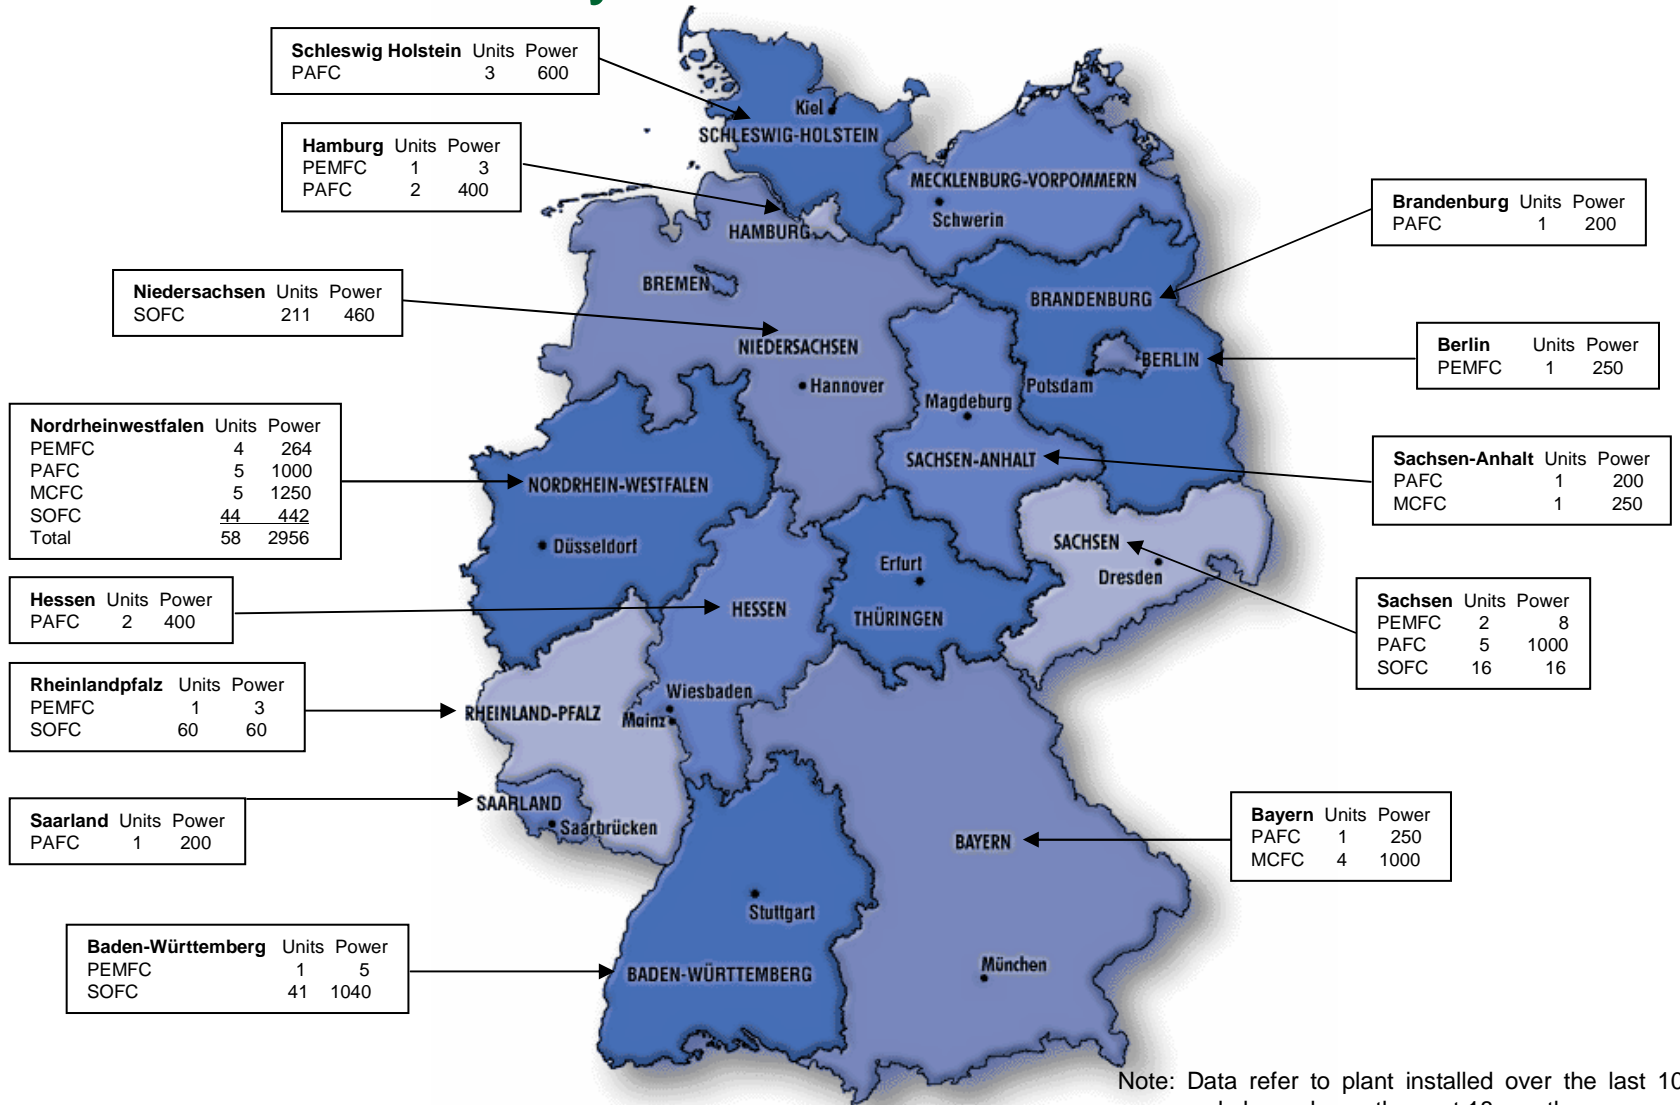 Schleswig Holstein Units Power
PAFC 3 600
Hamburg Units Power
PEMFC 1 3
PAFC 2 400
Niedersachsen Units Power
SOFC 211 460
Nordrheinwestfalen Units Power
PEMFC 4 264
PAFC 5 1000
MCFC 5 1250
SOFC 44 442
Total 58 2956
Hessen Units Power
PAFC 2 400
Rheinlandpfalz Units Power
PEMFC 1 3
SOFC 60 60
Saarland Units Power
PAFC 1 200
Baden-Württemberg Units Power
PEMFC 1 5
SOFC 41 1040
Brandenburg Units Power
PAFC 1 200
Berlin Units Power
PEMFC 1 250
Sachsen-Anhalt Units Power
PAFC 1 200
MCFC 1 250
Sachsen Units Power
PEMFC 2 8
PAFC 5 1000
SOFC 16 16
Bayern Units Power
PAFC 1 250
MCFC 4 1000
Kiel
SCHLESWIG-HOLSTEIN
MECKLENBURG-VORPOMMERN
Schwerin
HAMBURG
BREMEN
BRANDENBURG
NIEDERSACHSEN
BERLIN
Hannover
Potsdam
Magdeburg
SACHSEN-ANHALT
NORDRHEIN-WESTFALEN
Düsseldorf
SACHSEN
Erfurt
Dresden
HESSEN
THÜRINGEN
Wiesbaden
RHEINLAND-PFALZ
Mainz
SAARLAND
Saarbrücken
BAYERN
Stuttgart
München
BADEN-WÜRTTEMBERG
Note: Data refer to plant installed over the last 10